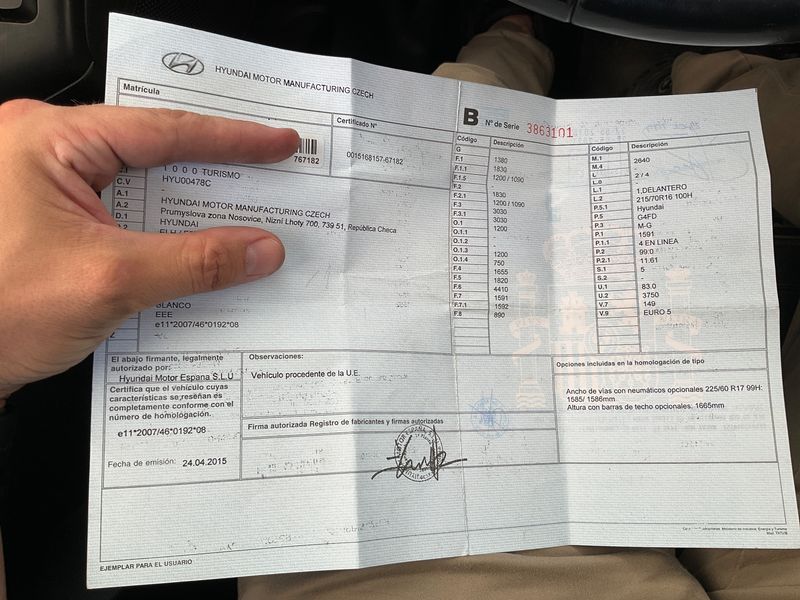 HYUNDAI MOTOR MANUFACTURING CZECH
Matrícula
Certificado Nº
767182
0015168157-67182
C.I
1 0 0 0 TURISMO
C.V
HYU00478C
A.1
HYUNDAI MOTOR MANUFACTURING CZECH
A.2
Prumyslova zona Nosovice, Nizní Lhoty 700, 739 51, República Checa
D.1
HYUNDAI
D.2
BLANCO
EEE
Z
e11*2007/46*0192*08
B Nº de Serie 3863101
Código Descripción
G
F.1 1380
F.1.1 1830
F.1.5 1200 / 1090
F.2 -
F.2.1 1830
F.3 1200 / 1090
F.3.1 3030
O.1 3030
O.1.1 1200
O.1.2 -
O.1.3 -
O.1.4 1200
F.4 750
F.5 1655
F.6 1820
F.7 4410
F.7.1 1591
F.8 1592
890
Código Descripción
M.1 2640
M.4 -
L 2 / 4
L.0 -
L.1 1,DELANTERO
L.2 215/70R16 100H
P.5.1 Hyundai
P.5 G4FD
P.3 M-G
P.1 1591
P.1.1 4 EN LINEA
P.2 99.0
P.2.1 11.61
S.1 5
S.2 -
U.1 83.0
U.2 3750
V.7 149
V.9 EURO 5
El abajo firmante, legalmente
autorizado por:
Hyundai Motor Espana S.L.U
Certifica que el vehículo cuyas
características se reseñan es
completamente conforme con el
número de homologación.
e11*2007/46*0192*08
Fecha de emisión: 24.04.2015
Observaciones:
Vehículo procedente de la U.E.
Firma autorizada Registro de fabricantes y firmas autorizadas
Opciones incluidas en la homologación de tipo
Ancho de vías con neumáticos opcionales 225/60 R17 99H:
1585/ 1586mm
Altura con barras de techo opcionales: 1665mm
EJEMPLAR PARA EL USUARIO